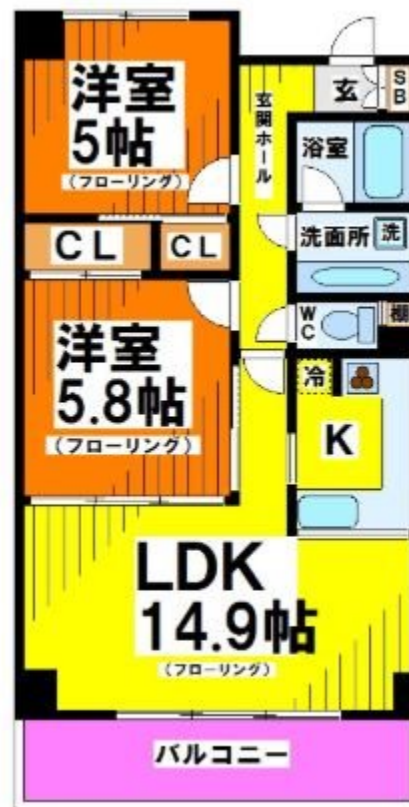 洋室
5帖
(フローリング)
玄関ホール
玄
SB
浴室
洗面所
洗
CL
CL
WC
棚
洋室
5.8帖
(フローリング)
冷
K
LDK
14.9帖
(フローリング)
バルコニー